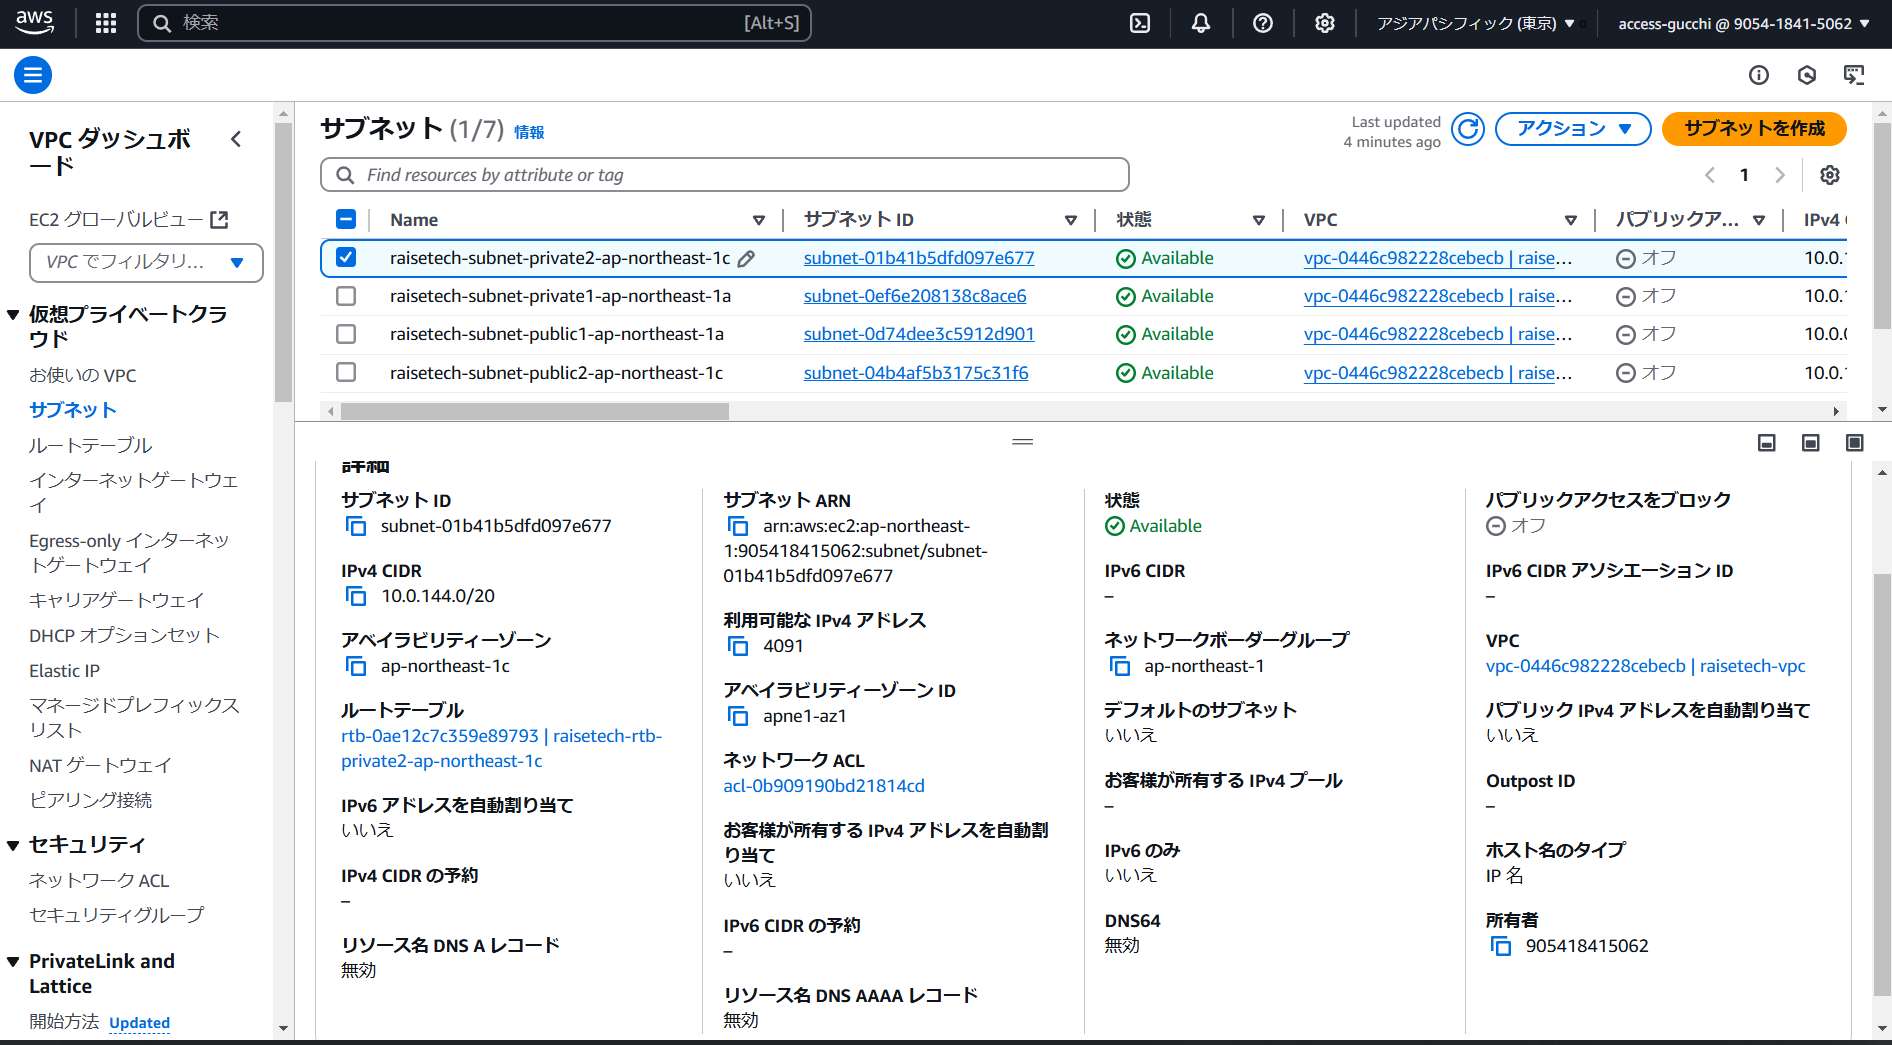 aws
検索
[Alt+S]
アジアパシフィック (東京)
access-gucchi @ 9054-1841-5062
VPC ダッシュボ
ード
EC2 グローバルビュー
VPC でフィルタリ...
仮想プライベートクラ
ウド
お使いの VPC
サブネット
ルートテーブル
インターネットゲートウェ
イ
Egress-only インターネッ
トゲートウェイ
キャリアゲートウェイ
DHCP オプションセット
Elastic IP
マネージドプレフィックス
リスト
NAT ゲートウェイ
ピアリング接続
セキュリティ
ネットワーク ACL
セキュリティグループ
PrivateLink and
Lattice
開始方法 Updated
サブネット (1/7) 情報
Last updated
4 minutes ago
アクション
サブネットを作成
Find resources by attribute or tag
1
Name サブネット ID 状態 VPC パブリックア... IPv4
raisetech-subnet-private2-ap-northeast-1c subnet-01b41b5dfd097e677 Available vpc-0446c982228cebecb | raise... オフ 10.0.1
raisetech-subnet-private1-ap-northeast-1a subnet-0ef6e208138c8ace6 Available vpc-0446c982228cebecb | raise... オフ 10.0.1
raisetech-subnet-public1-ap-northeast-1a subnet-0d74dee3c5912d901 Available vpc-0446c982228cebecb | raise... オフ 10.0.0
raisetech-subnet-public2-ap-northeast-1c subnet-04b4af5b3175c31f6 Available vpc-0446c982228cebecb | raise... オフ 10.0.1
詳細
サブネット ID
subnet-01b41b5dfd097e677
IPv4 CIDR
10.0.144.0/20
アベイラビリティーゾーン
ap-northeast-1c
ルートテーブル
rtb-0ae12c7c359e89793 | raisetech-rtb-
private2-ap-northeast-1c
IPv6 アドレスを自動割り当て
いいえ
IPv4 CIDR の予約
–
リソース名 DNS A レコード
無効
サブネット ARN
arn:aws:ec2:ap-northeast-
1:905418415062:subnet/subnet-
01b41b5dfd097e677
利用可能な IPv4 アドレス
4091
アベイラビリティーゾーン ID
apne1-az1
ネットワーク ACL
acl-0b909190bd21814cd
お客様が所有する IPv4 アドレスを自動割
り当て
いいえ
IPv6 CIDR の予約
–
リソース名 DNS AAAA レコード
無効
状態
Available
IPv6 CIDR
–
ネットワークボーダーグループ
ap-northeast-1
デフォルトのサブネット
いいえ
お客様が所有する IPv4 プール
–
IPv6 のみ
いいえ
DNS64
無効
パブリックアクセスをブロック
オフ
IPv6 CIDR アソシエーション ID
–
VPC
vpc-0446c982228cebecb | raisetech-vpc
パブリック IPv4 アドレスを自動割り当て
いいえ
Outpost ID
–
ホスト名のタイプ
IP 名
所有者
905418415062